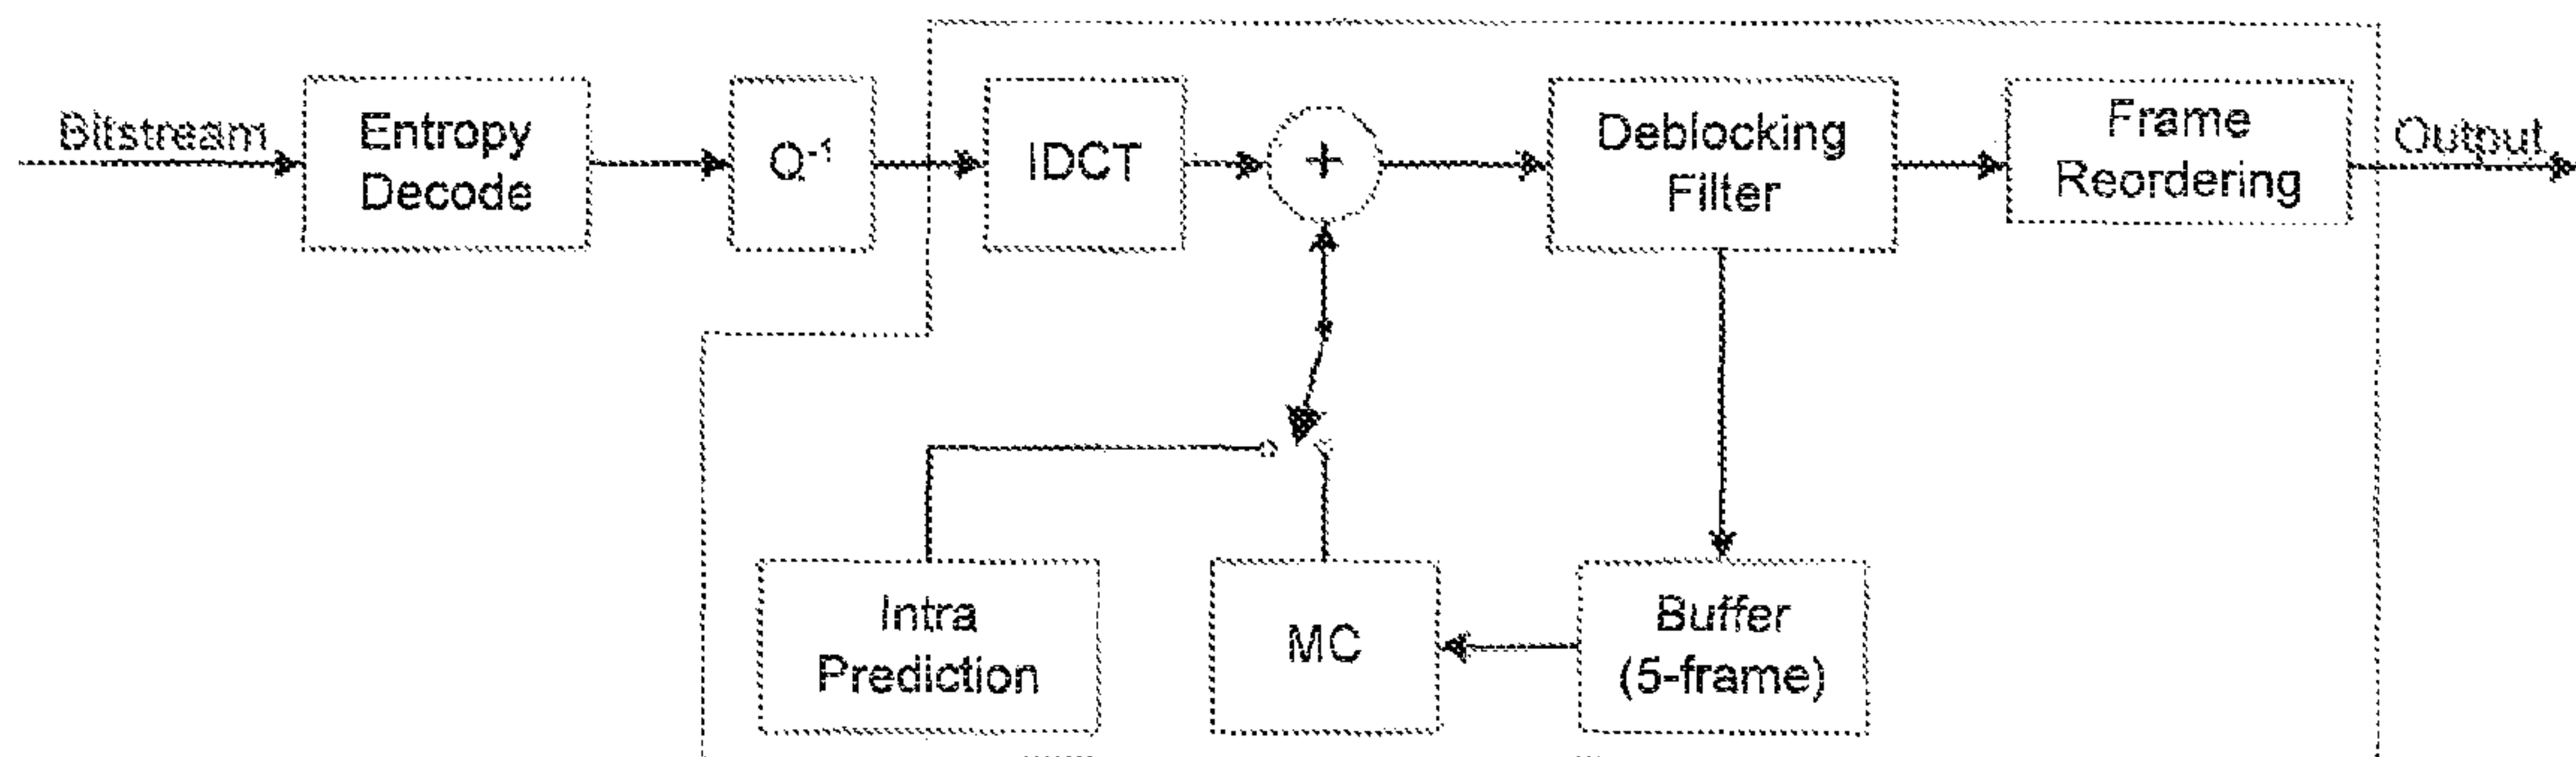 Bitstream
Entropy
Decode
Q-1
IDCT
+
Deblocking
Filter
Frame
Reordering
Output
Intra
Prediction
MC
Buffer
(5-frame)